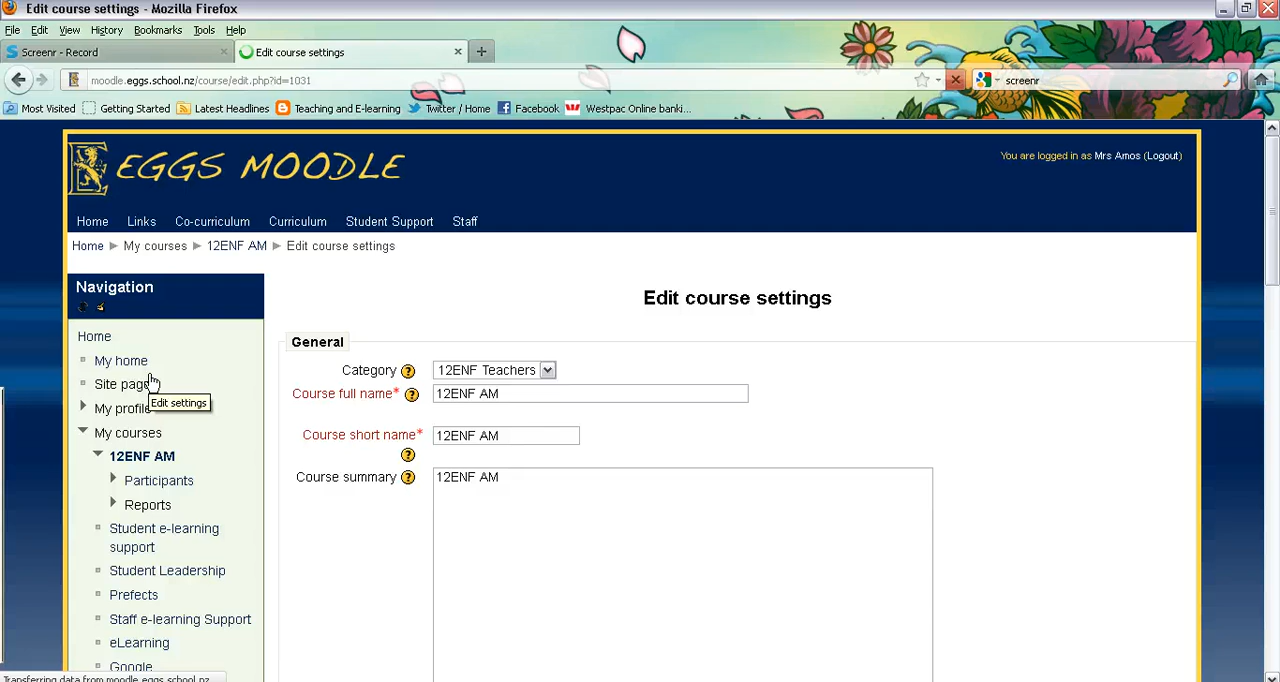 Edit course settings - Mozilla Firefox
File Edit View History Bookmarks Tools Help
Screenr - Record Edit course settings
moodle.eggs.school.nz/course/edit.php?id=1031 screenr
Most Visited Getting Started Latest Headlines Teaching and E-learning Twitter / Home Facebook Westpac Online banki...
EGGS MOODLE
You are logged in as Mrs Amos (Logout)
Home Links Co-curriculum Curriculum Student Support Staff
Home ► My courses ► 12ENF AM ► Edit course settings
Navigation
Home
My home
Site page
Edit settings
My profile
My courses
12ENF AM
Participants
Reports
Student e-learning
support
Student Leadership
Prefects
Staff e-learning Support
eLearning
Google
Edit course settings
General
Category 12ENF Teachers
Course full name* 12ENF AM
Course short name* 12ENF AM
Course summary 12ENF AM
Transferring data from moodle.eggs.school.nz...